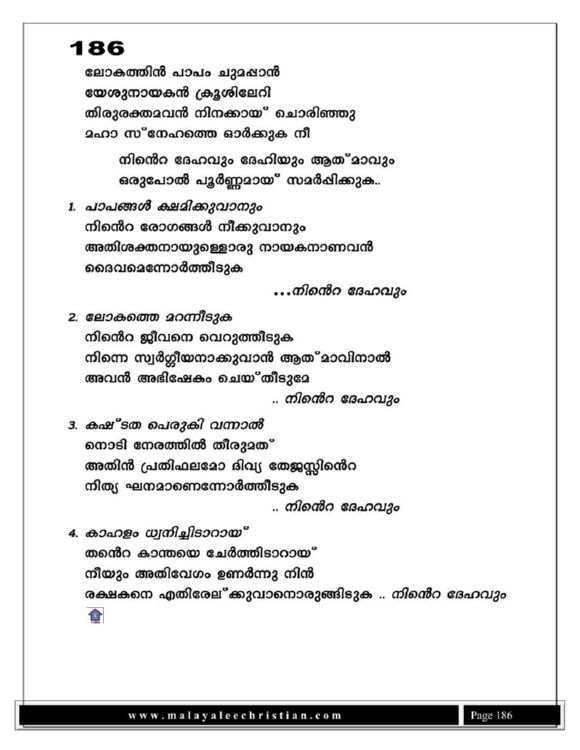 186
ലോകത്തിൻ പാപം ചുമപ്പാൻ
യേശുനായകൻ ക്രൂശിലേറി
തിരുരക്തമവൻ നിനക്കായ് ചൊരിഞ്ഞു
മഹാ സ്നേഹത്തെ ഓർക്കുക നീ
നിൻെറ ദേഹവും ദേഹിയും ആത്മാവും
ഒരുപോൽ പൂർണ്ണമായ് സമർപ്പിക്കുക..
1. പാപങ്ങൾ ക്ഷമിക്കുവാനും
നിൻെറ രോഗങ്ങൾ നീക്കുവാനും
അതിശക്തനായുള്ളൊരു നായകനാണവൻ
ദൈവമെന്നോർത്തീടുക
...നിൻെറ ദേഹവും
2. ലോകത്തെ മറന്നീടുക
നിൻെറ ജീവനെ വെറുത്തീടുക
നിന്നെ സ്വർഗ്ഗീയനാക്കുവാൻ ആത്മാവിനാൽ
അവൻ അഭിഷേകം ചെയ്തീടുമേ
.. നിൻെറ ദേഹവും
3. കഷ്ടത പെരുകി വന്നാൽ
നൊടി നേരത്തിൽ തീരുമത്
അതിൻ പ്രതിഫലമോ ദിവ്യ തേജസ്സിൻെറ
നിത്യ ഘനമാണെന്നോർത്തീടുക
.. നിൻെറ ദേഹവും
4. കാഹളം ധ്വനിച്ചിടാറായ്
തൻെറ കാന്തയെ ചേർത്തിടാറായ്
നീയും അതിവേഗം ഉണർന്നു നിൻ
രക്ഷകനെ എതിരേല്ക്കുവാനൊരുങ്ങിടുക .. നിൻെറ ദേഹവും
www.malayaleechristian.com
Page 186